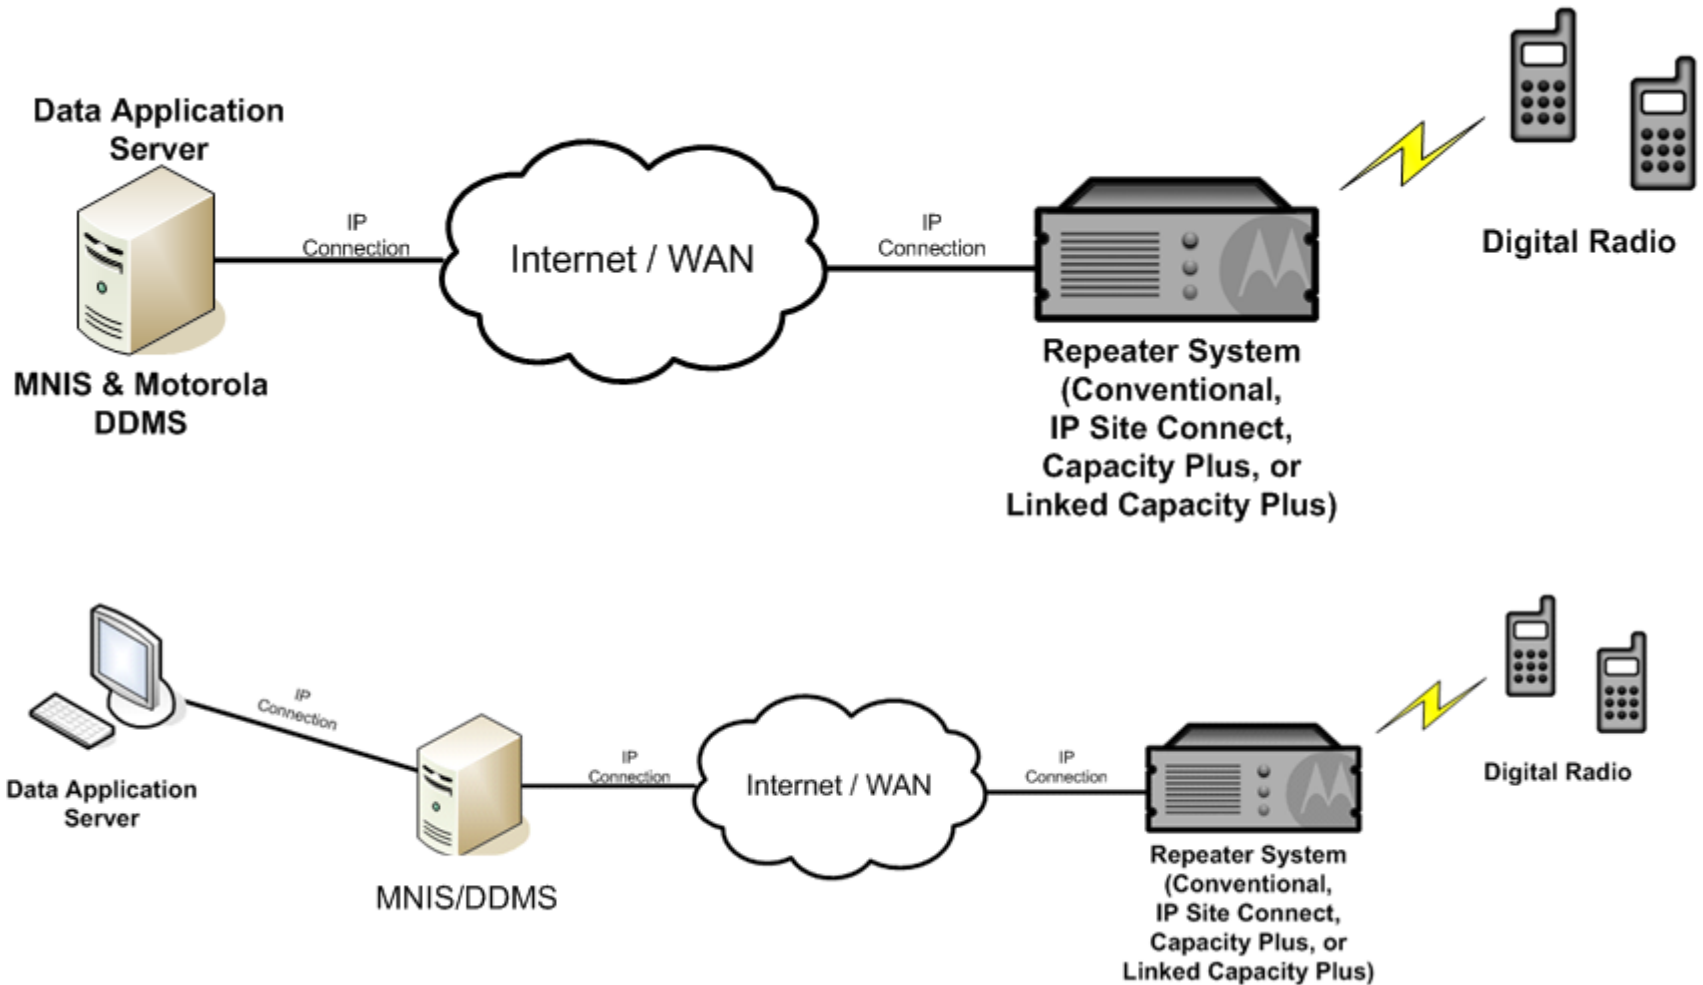 Data Application
Server
IP
Connection
Internet / WAN
IP
Connection
Digital Radio
MNIS & Motorola
DDMS
Repeater System
(Conventional,
IP Site Connect,
Capacity Plus, or
Linked Capacity Plus)
IP
Connection
Data Application
Server
MNIS/DDMS
IP
Connection
Internet / WAN
IP
Connection
Digital Radio
Repeater System
(Conventional,
IP Site Connect,
Capacity Plus, or
Linked Capacity Plus)